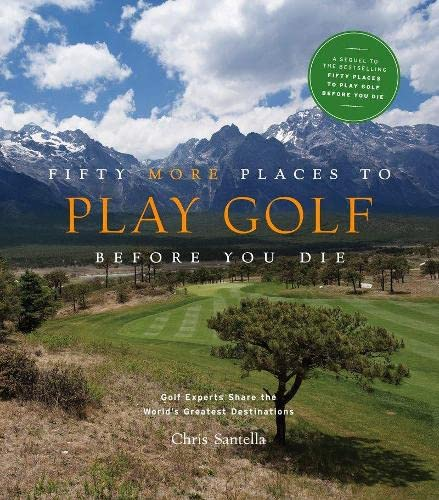 A SEQUEL TO
THE BESTSELLING
FIFTY PLACES
TO PLAY GOLF
BEFORE YOU DIE
FIFTY MORE PLACES TO
PLAY GOLF
BEFORE YOU DIE
Golf Experts Share the
World's Greatest Destinations
Chris Santella